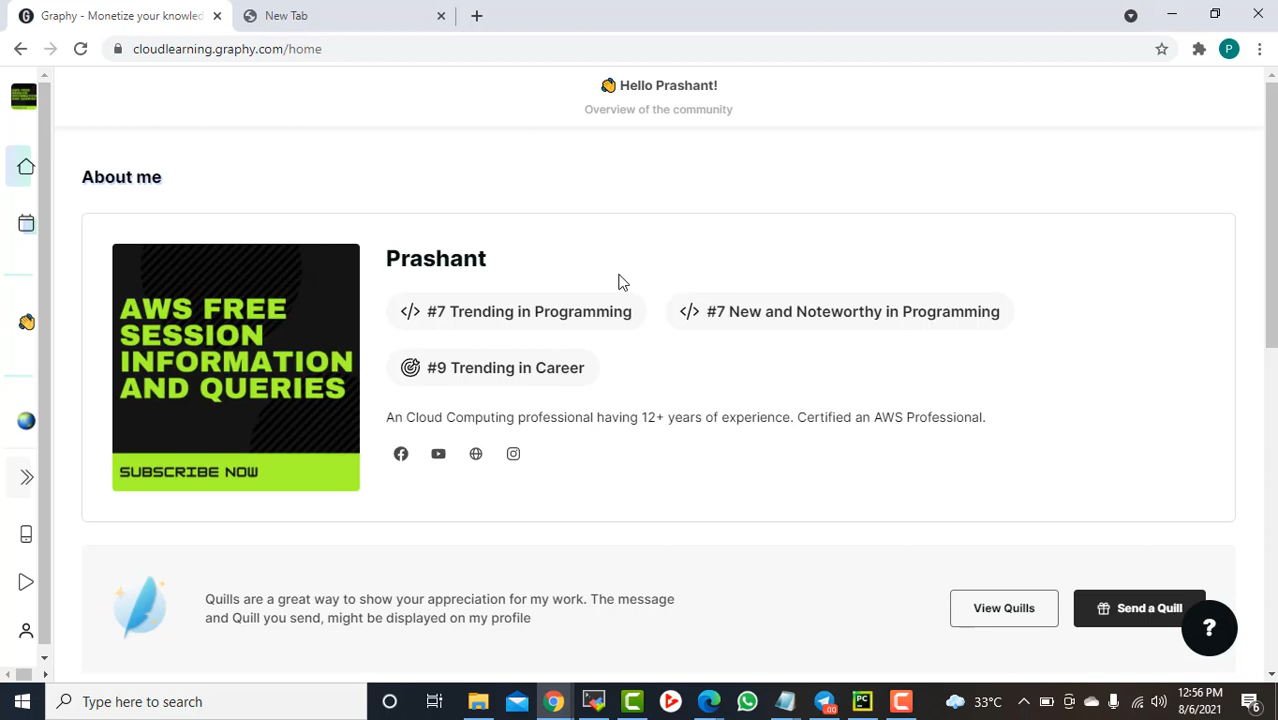 Graphy - Monetize your knowled
New Tab
cloudlearning.graphy.com/home
P
Hello Prashant!
Overview of the community
About me
AWS FREE
SESSION
INFORMATION
AND QUERIES
SUBSCRIBE NOW
Prashant
#7 Trending in Programming
#7 New and Noteworthy in Programming
#9 Trending in Career
An Cloud Computing professional having 12+ years of experience. Certified an AWS Professional.
Quills are a great way to show your appreciation for my work. The message
and Quill you send, might be displayed on my profile
View Quills
Send a Quill
?
Type here to search
33°C
12:56 PM
8/6/2021
6